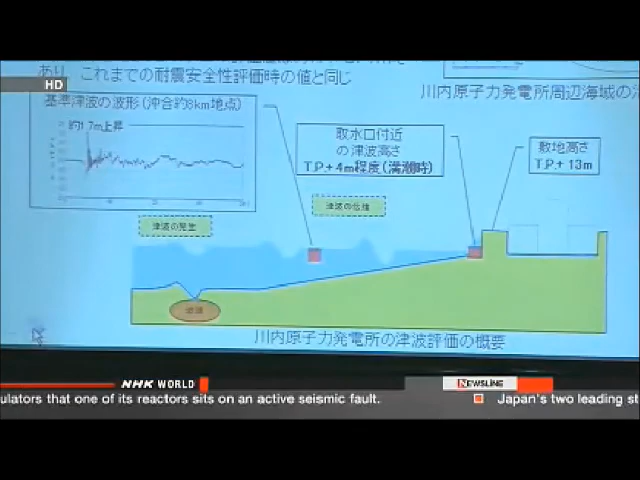 あり、これまでの耐震安全性評価時の値と同じ
HD
川内原子力発電所周辺海域の
基準津波の波形(沖合約8km地点)
約1.7m上昇
取水口付近
の津波高さ
T.P.+4m程度(満潮時)
敷地高さ
T.P.+13m
津波の伝播
津波の発生
波源
川内原子力発電所の津波評価の概要
NHK WORLD
NEWSLINE
ulators that one of its reactors sits on an active seismic fault.
Japan's two leading st